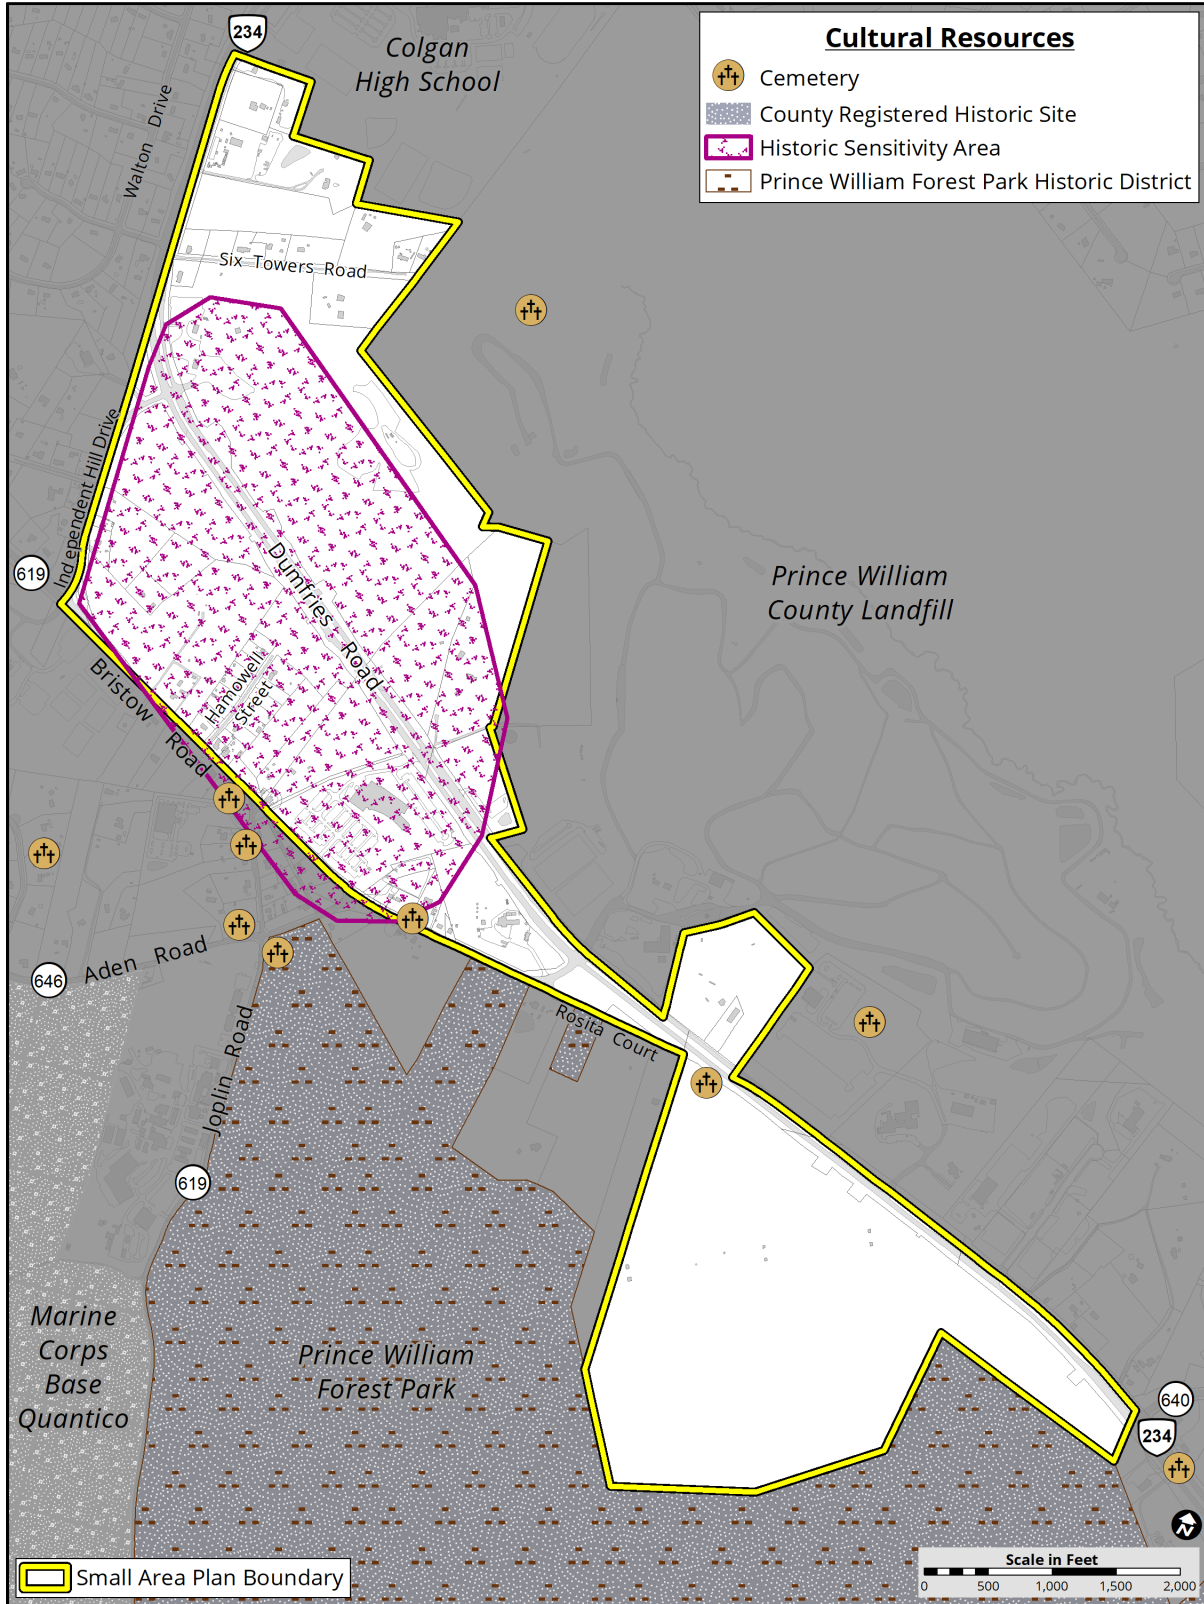 234
Colgan
High School
Cultural Resources
Cemetery
County Registered Historic Site
Historic Sensitivity Area
Prince William Forest Park Historic District
Walton Drive
Six Towers Road
Independent Hill Drive
619
Dumfries Road
Prince William
County Landfill
Hamowell
Street
Bristow Road
Aden Road
646
Rosita Court
Joplin Road
619
Marine
Corps
Base
Quantico
Prince William
Forest Park
640
234
N
Small Area Plan Boundary
Scale in Feet
0 500 1,000 1,500 2,000